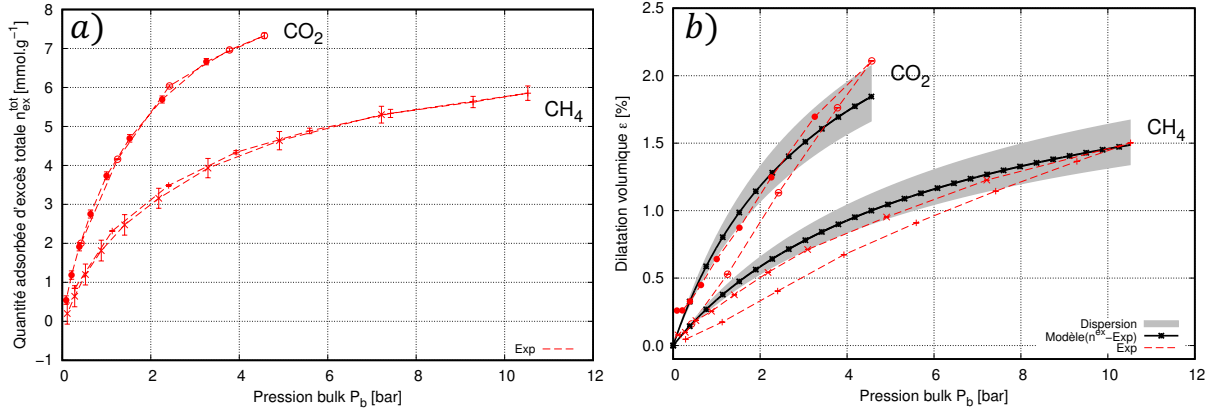 a)
Quantité adsorbée d'excès totale n_ex^tot [mmol.g⁻¹]
9
8
7
6
5
4
3
2
1
0
−1
CO₂
CH₄
Exp
0 2 4 6 8 10 12
Pression bulk P_b [bar]
b)
Dilatation volumique ε [%]
2.5
2.0
1.5
1.0
0.5
0.0
CO₂
CH₄
Dispersion
Modèle(n^ex−Exp)
Exp
0 2 4 6 8 10 12
Pression bulk P_b [bar]